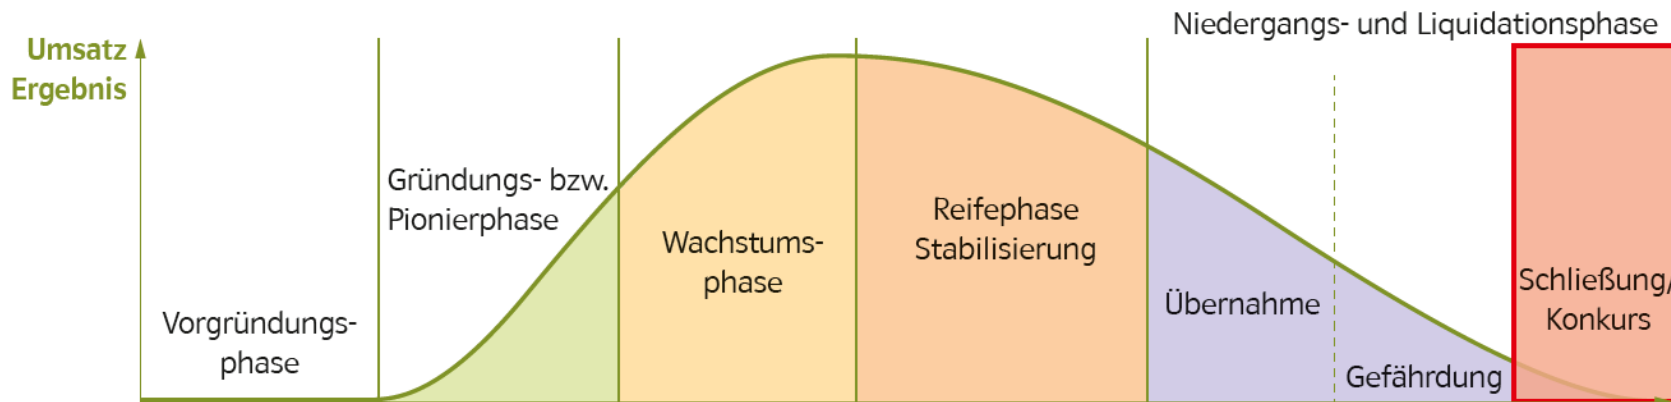 Niedergangs- und Liquidationsphase
Umsatz
Ergebnis
Vorgründungs-
phase
Gründungs- bzw.
Pionierphase
Wachstums-
phase
Reifephase
Stabilisierung
Übernahme
Gefährdung
Schließung/
Konkurs